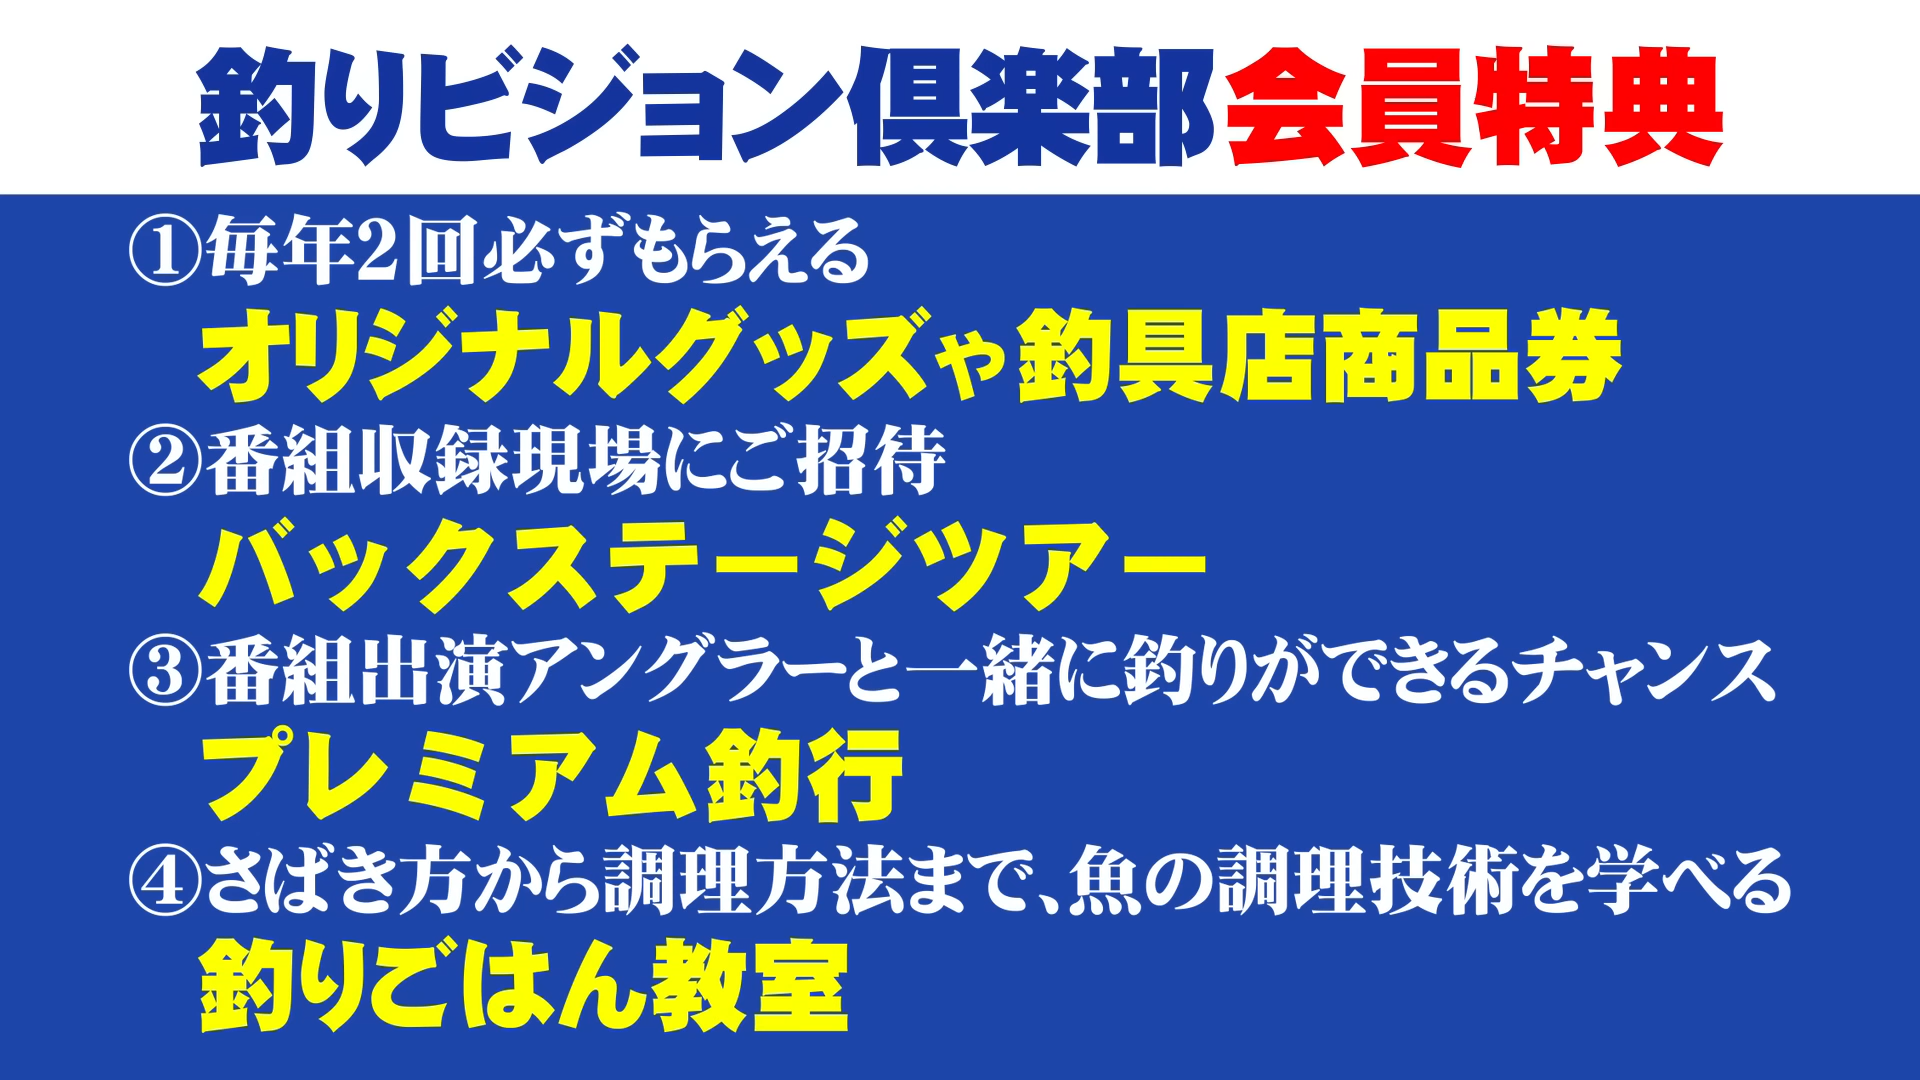 釣りビジョン倶楽部会員特典
①毎年2回必ずもらえる
オリジナルグッズや釣具店商品券
②番組収録現場にご招待
バックステージツアー
③番組出演アングラーと一緒に釣りができるチャンス
プレミアム釣行
④さばき方から調理方法まで、魚の調理技術を学べる
釣りごはん教室